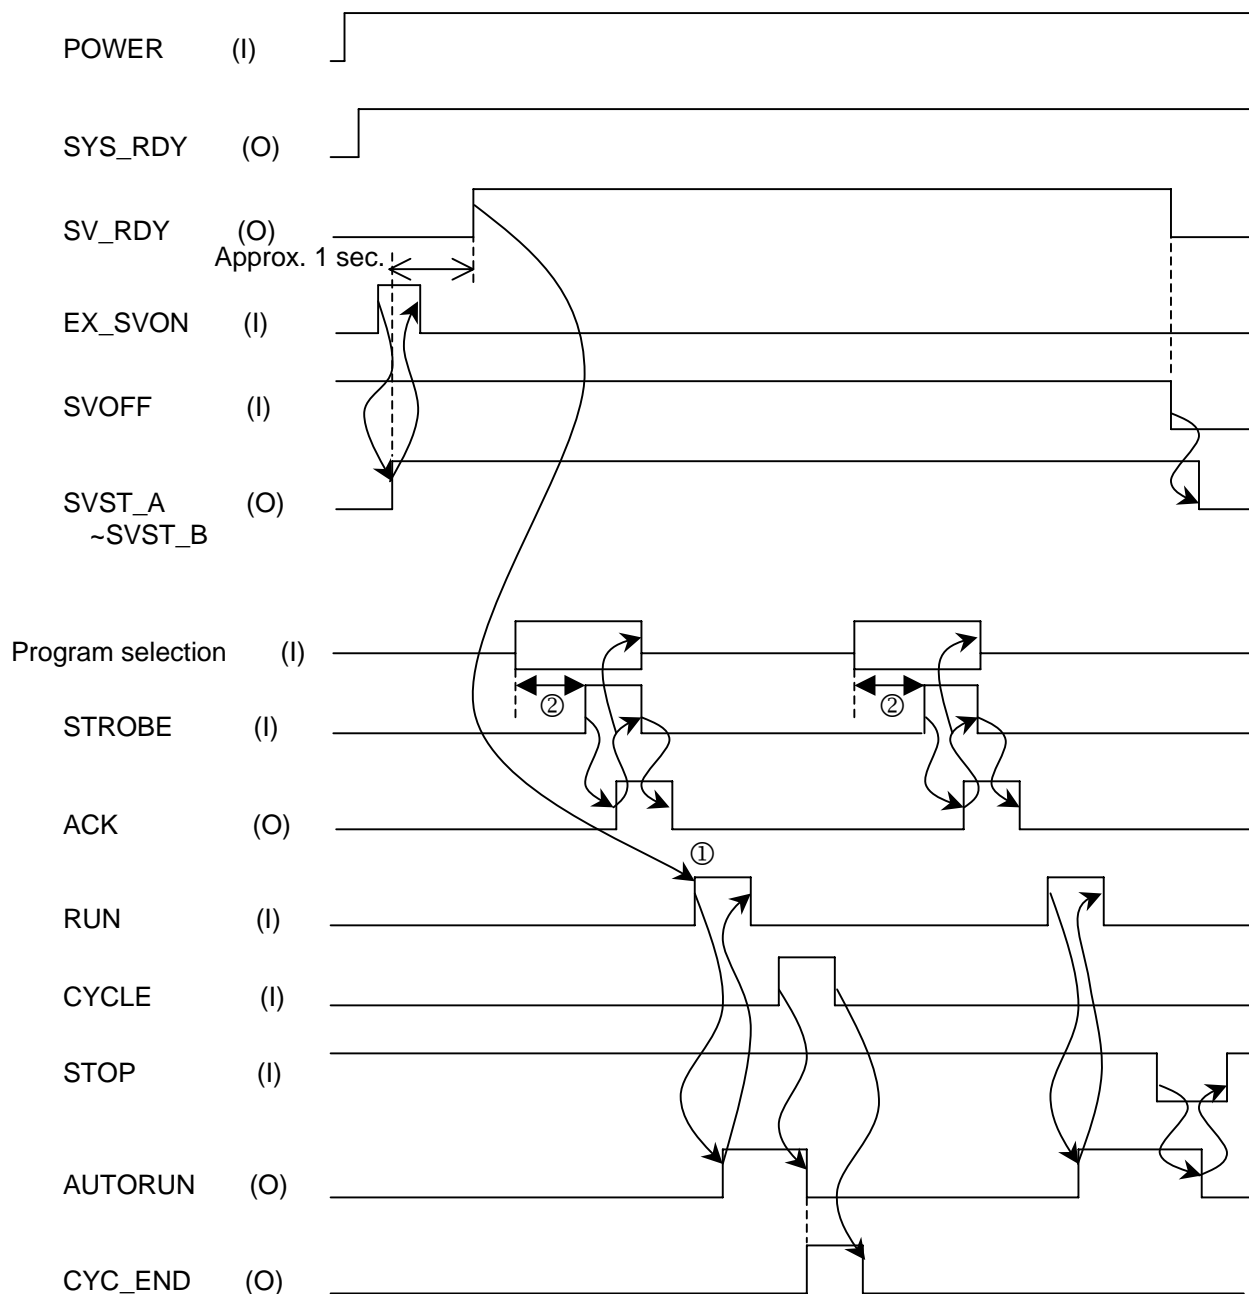 POWER (I)
SYS_RDY (O)
SV_RDY (O)
Approx. 1 sec.
EX_SVON (I)
SVOFF (I)
SVST_A (O)
~SVST_B
Program selection (I)
② ②
STROBE (I)
ACK (O)
①
RUN (I)
CYCLE (I)
STOP (I)
AUTORUN (O)
CYC_END (O)